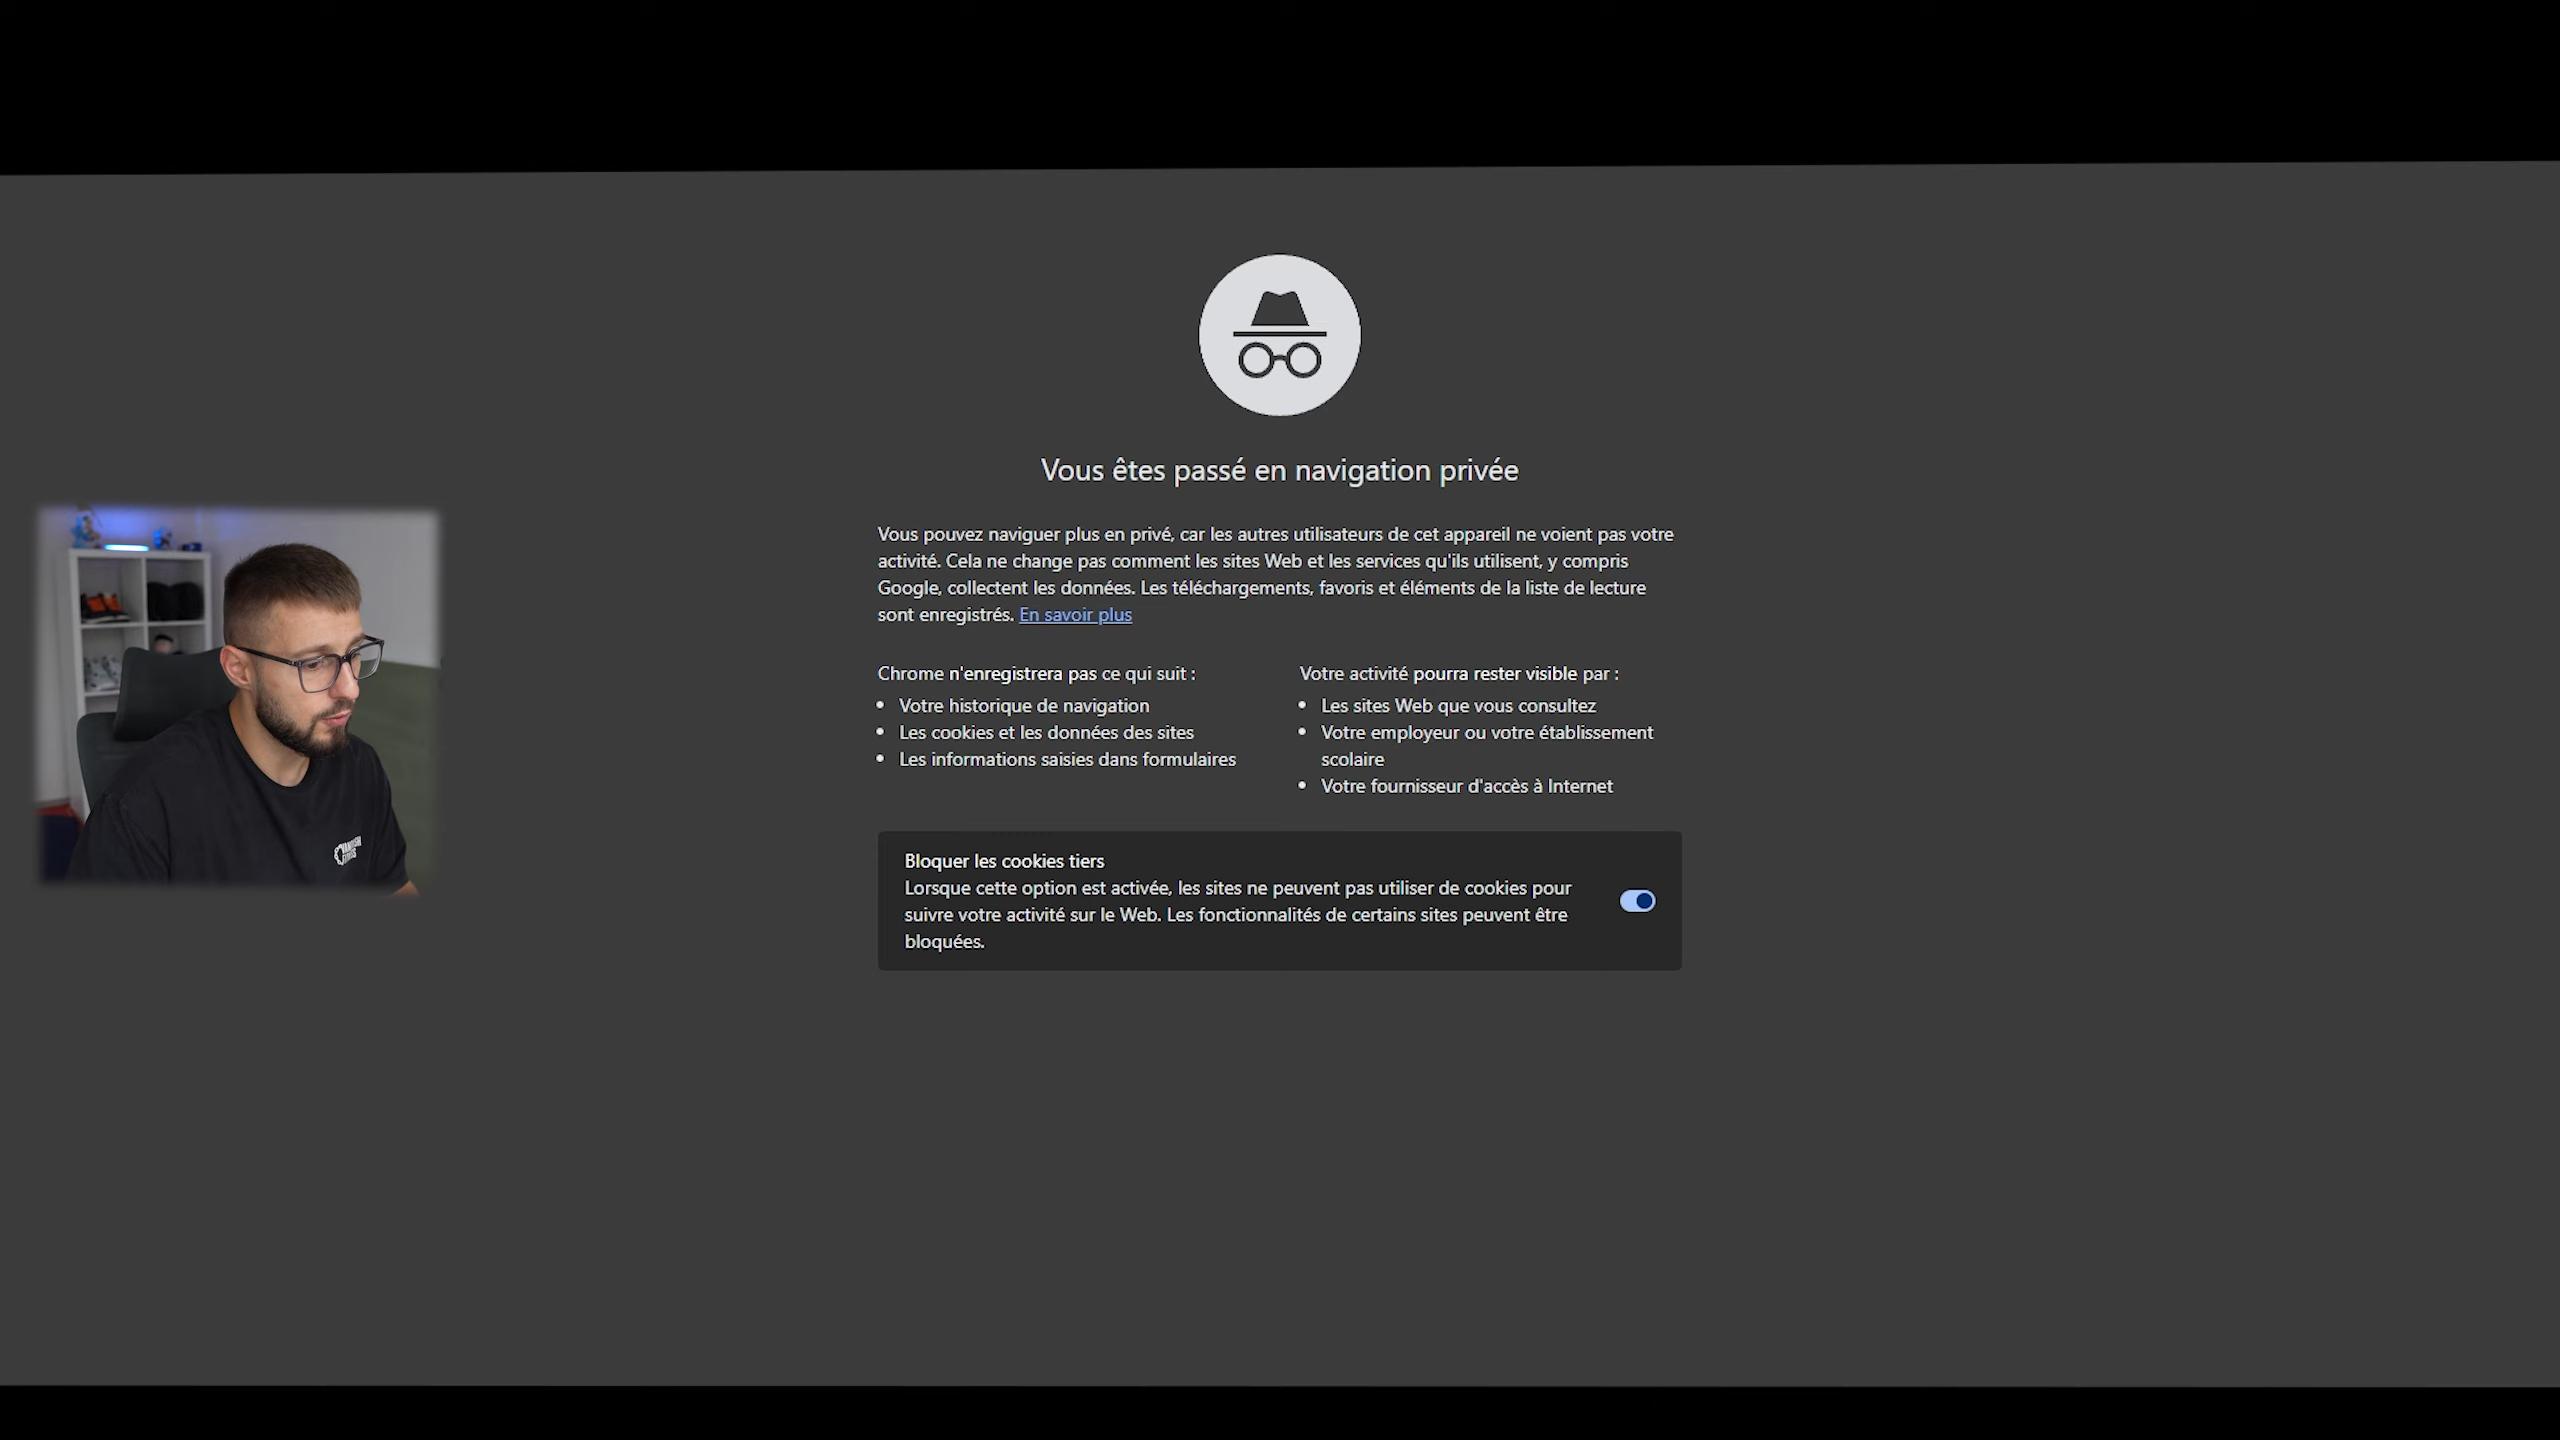 Vous êtes passé en navigation privée
Vous pouvez naviguer plus en privé, car les autres utilisateurs de cet appareil ne voient pas votre
activité. Cela ne change pas comment les sites Web et les services qu'ils utilisent, y compris
Google, collectent les données. Les téléchargements, favoris et éléments de la liste de lecture
sont enregistrés. En savoir plus
Chrome n'enregistrera pas ce qui suit :
Votre historique de navigation
Les cookies et les données des sites
Les informations saisies dans formulaires
Votre activité pourra rester visible par :
Les sites Web que vous consultez
Votre employeur ou votre établissement
scolaire
Votre fournisseur d'accès à Internet
Bloquer les cookies tiers
Lorsque cette option est activée, les sites ne peuvent pas utiliser de cookies pour
suivre votre activité sur le Web. Les fonctionnalités de certains sites peuvent être
bloquées.